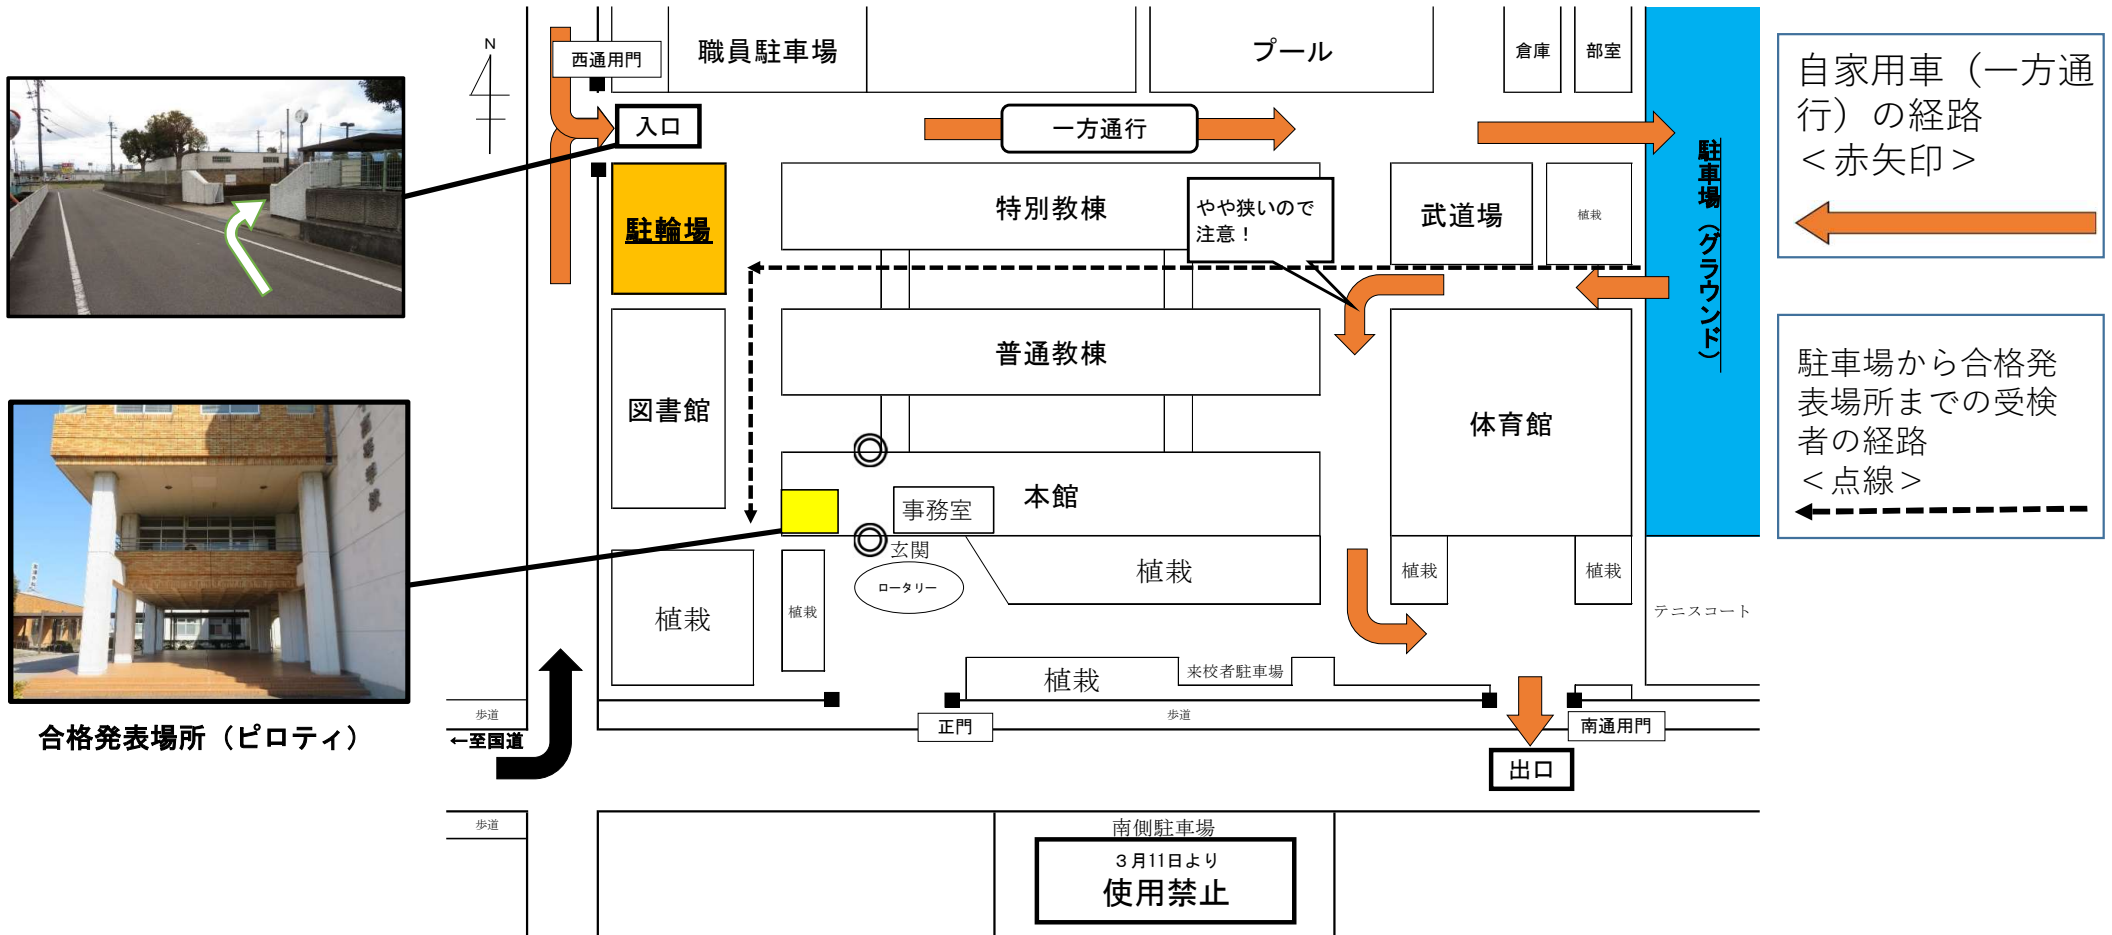 N
西通用門
職員駐車場
プール
倉庫
部室
入口
一方通行
駐輪場
特別教棟
やや狭いので
注意！
武道場
植栽
駐車場（グラウンド）
図書館
普通教棟
体育館
本館
事務室
玄関
ロータリー
植栽
植栽
植栽
植栽
植栽
テニスコート
植栽
来校者駐車場
歩道
←至国道
正門
歩道
南通用門
出口
歩道
南側駐車場
３月11日より
使用禁止
合格発表場所（ピロティ）
自家用車（一方通
行）の経路
＜赤矢印＞
駐車場から合格発
表場所までの受検
者の経路
＜点線＞